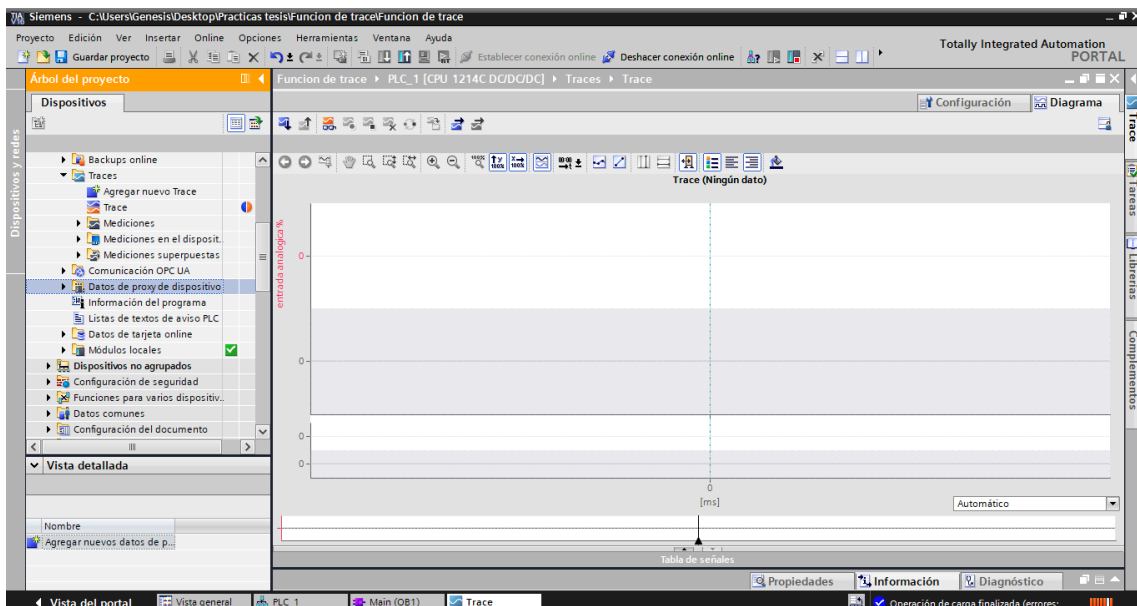 Siemens - C:\Users\Genesis\Desktop\Practicas tesis\Funcion de trace\Funcion de trace
Proyecto Edición Ver Insertar Online Opciones Herramientas Ventana Ayuda
Totally Integrated Automation
PORTAL
Guardar proyecto
Establecer conexión online
Deshacer conexión online
Árbol del proyecto
Funcion de trace PLC_1 [CPU 1214C DC/DC/DC] Traces Trace
Dispositivos
Configuración
Diagrama
Dispositivos y redes
Backups online
Traces
Agregar nuevo Trace
Trace
Mediciones
Mediciones en el disposit..
Mediciones superpuestas
Comunicación OPC UA
Datos de proxy de dispositivo
Información del programa
Listas de textos de aviso PLC
Datos de tarjeta online
Módulos locales
Dispositivos no agrupados
Configuración de seguridad
Funciones para varios dispositiv..
Datos comunes
Configuración del documento
Vista detallada
Nombre
Agregar nuevos datos de p...
Trace (Ningún dato)
entrada analogica %
0
0
0
0
0
[ms]
Automático
Tabla de señales
Trace
Tareas
Librerías
Complementos
Propiedades
Información
Diagnóstico
Vista del portal
Vista general
PLC_1
Main (OB1)
Trace
Operación de carga finalizada (errores: